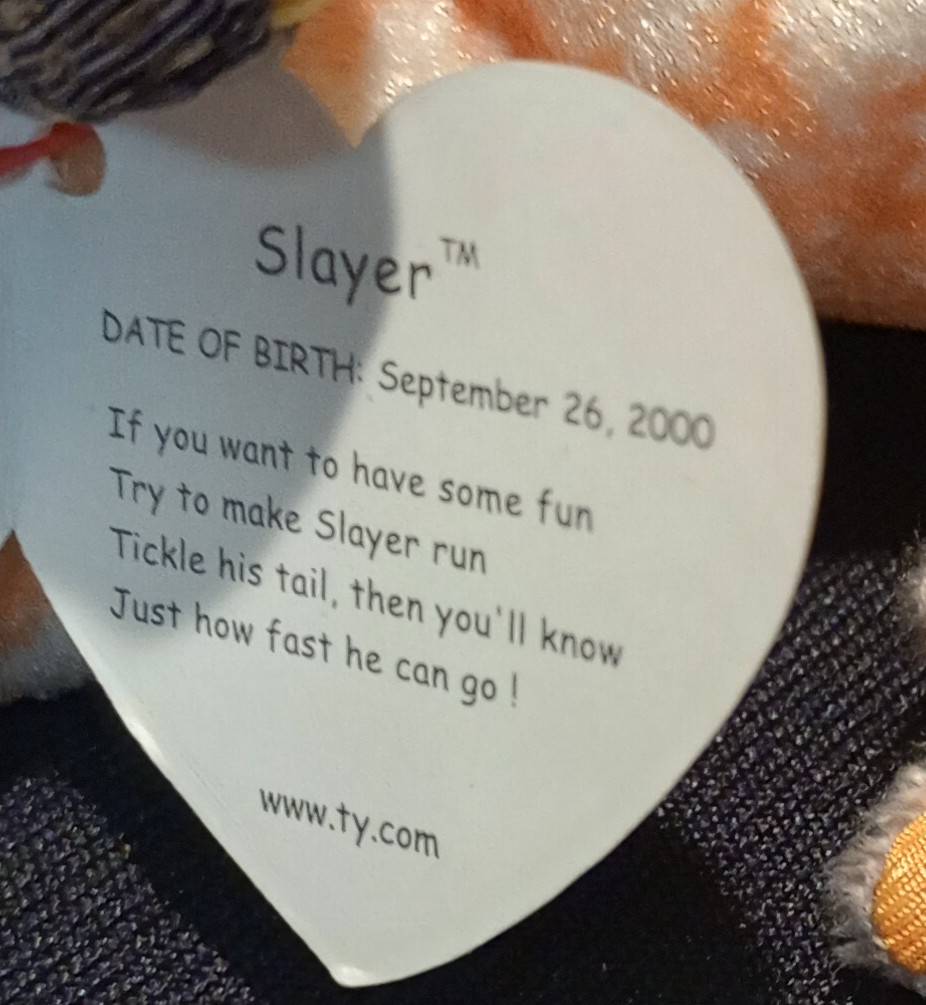 Slayer™
DATE OF BIRTH: September 26, 2000
If you want to have some fun
Try to make Slayer run
Tickle his tail, then you'll know
Just how fast he can go !
www.ty.com